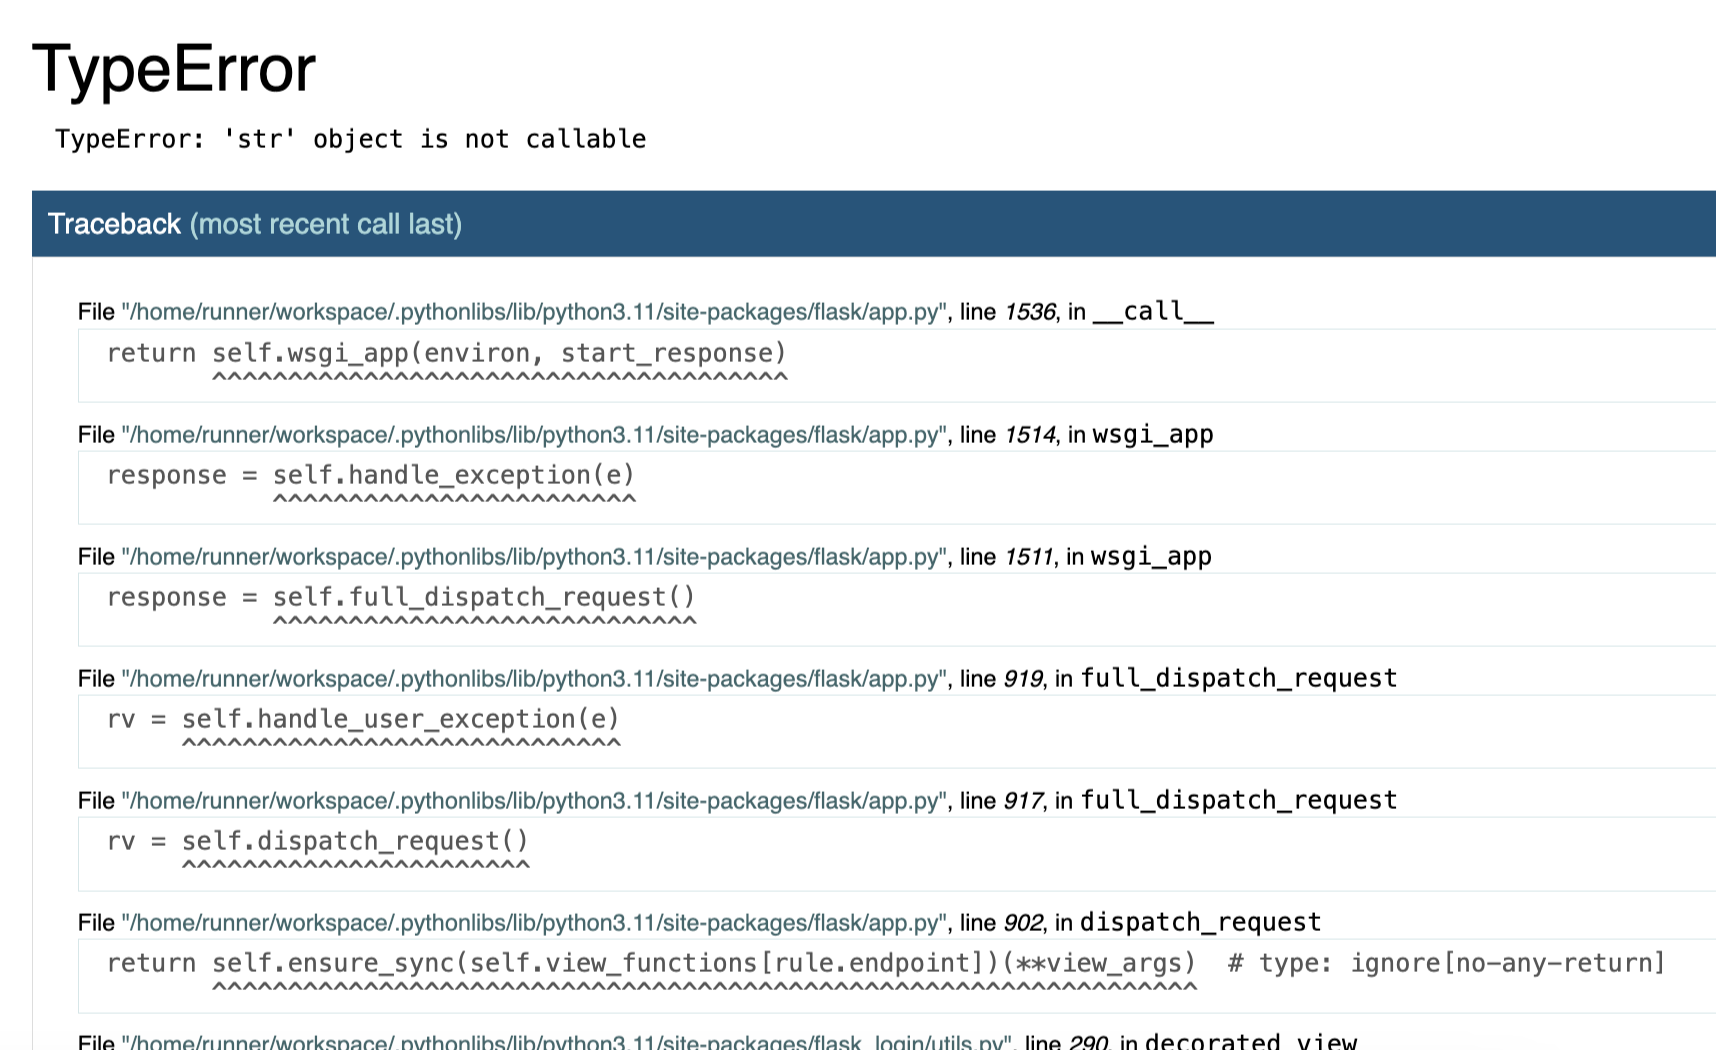 TypeError
TypeError: 'str' object is not callable
Traceback (most recent call last)
File "/home/runner/workspace/.pythonlibs/lib/python3.11/site-packages/flask/app.py", line 1536, in __call__
return self.wsgi_app(environ, start_response)
^^^^^^^^^^^^^^^^^^^^^^^^^^^^^^^^^^^^^^
File "/home/runner/workspace/.pythonlibs/lib/python3.11/site-packages/flask/app.py", line 1514, in wsgi_app
response = self.handle_exception(e)
^^^^^^^^^^^^^^^^^^^^^^^^
File "/home/runner/workspace/.pythonlibs/lib/python3.11/site-packages/flask/app.py", line 1511, in wsgi_app
response = self.full_dispatch_request()
^^^^^^^^^^^^^^^^^^^^^^^^^^^^
File "/home/runner/workspace/.pythonlibs/lib/python3.11/site-packages/flask/app.py", line 919, in full_dispatch_request
rv = self.handle_user_exception(e)
^^^^^^^^^^^^^^^^^^^^^^^^^^^^^
File "/home/runner/workspace/.pythonlibs/lib/python3.11/site-packages/flask/app.py", line 917, in full_dispatch_request
rv = self.dispatch_request()
^^^^^^^^^^^^^^^^^^^^^^^
File "/home/runner/workspace/.pythonlibs/lib/python3.11/site-packages/flask/app.py", line 902, in dispatch_request
return self.ensure_sync(self.view_functions[rule.endpoint])(**view_args)  # type: ignore[no-any-return]
^^^^^^^^^^^^^^^^^^^^^^^^^^^^^^^^^^^^^^^^^^^^^^^^^^^^^^^^^^^^^^^^^
File "/home/runner/workspace/.pythonlibs/lib/python3.11/site-packages/flask_login/utils.py", line 290, in decorated_view